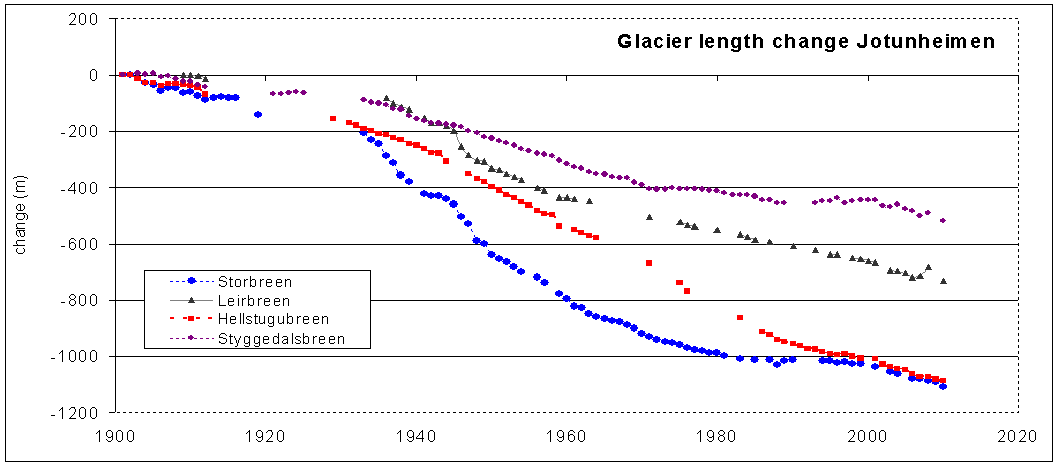 Glacier length change Jotunheimen
change (m)
200
0
-200
-400
-600
-800
-1000
-1200
Storbreen
Leirbreen
Hellstugubreen
Styggedalsbreen
1900 1920 1940 1960 1980 2000 2020